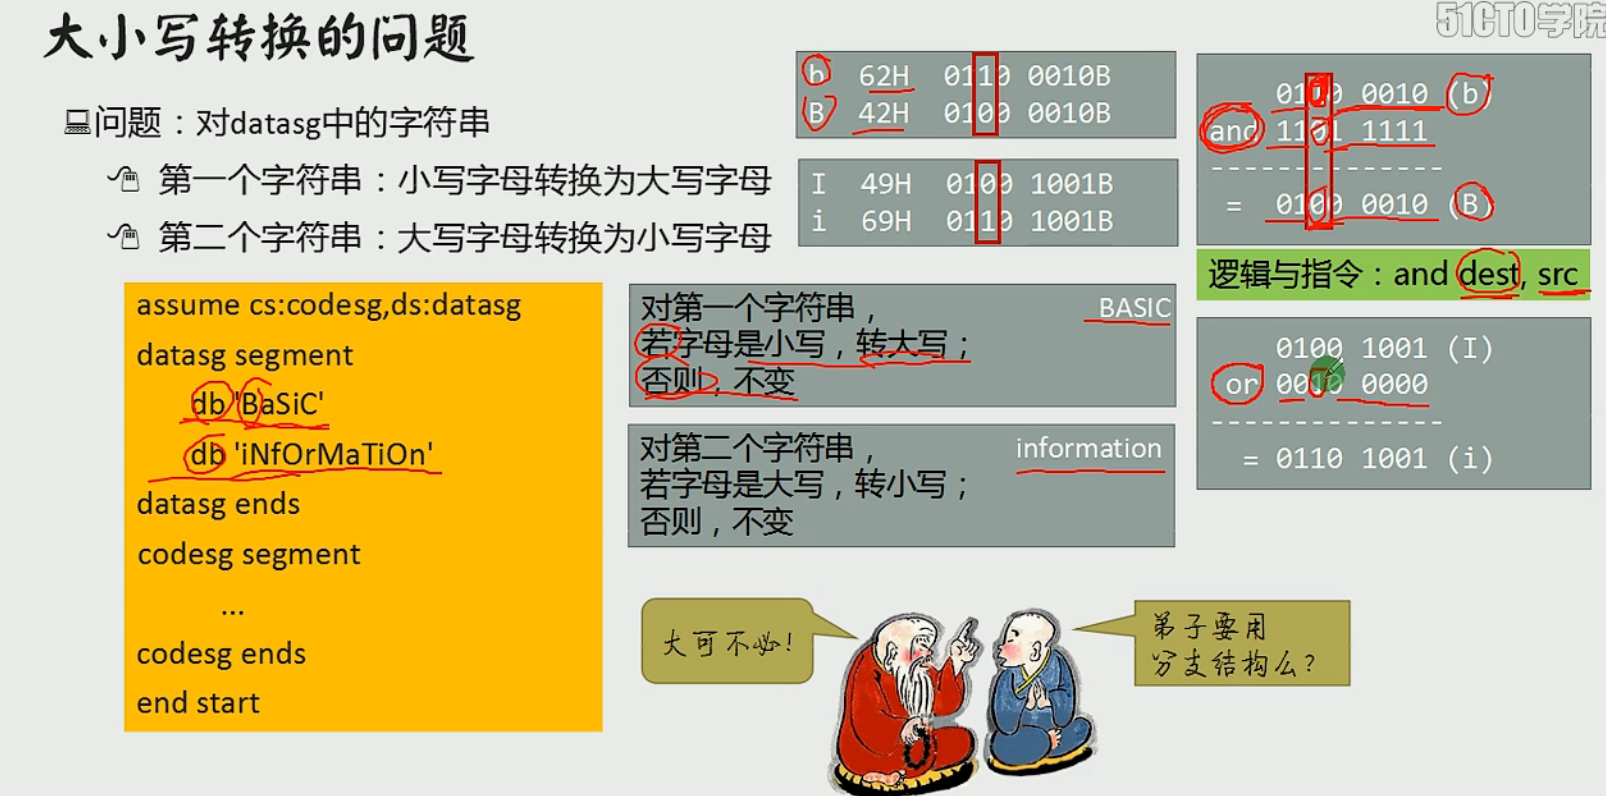 大小写转换的问题
51CTO学院
问题：对datasg中的字符串
第一个字符串：小写字母转换为大写字母
第二个字符串：大写字母转换为小写字母
assume cs:codesg,ds:datasg
datasg segment
db 'BaSiC'
db 'iNfOrMaTiOn'
datasg ends
codesg segment
...
codesg ends
end start
b 62H 0110 0010B
B 42H 0100 0010B
I 49H 0100 1001B
i 69H 0110 1001B
对第一个字符串， BASIC
若字母是小写，转大写；
否则，不变
对第二个字符串， information
若字母是大写，转小写；
否则，不变
0110 0010 (b)
and 1101 1111
--------------
= 0100 0010 (B)
逻辑与指令：and dest, src
0100 1001 (I)
or 0010 0000
--------------
= 0110 1001 (i)
大可不必！
弟子要用
分支结构么？